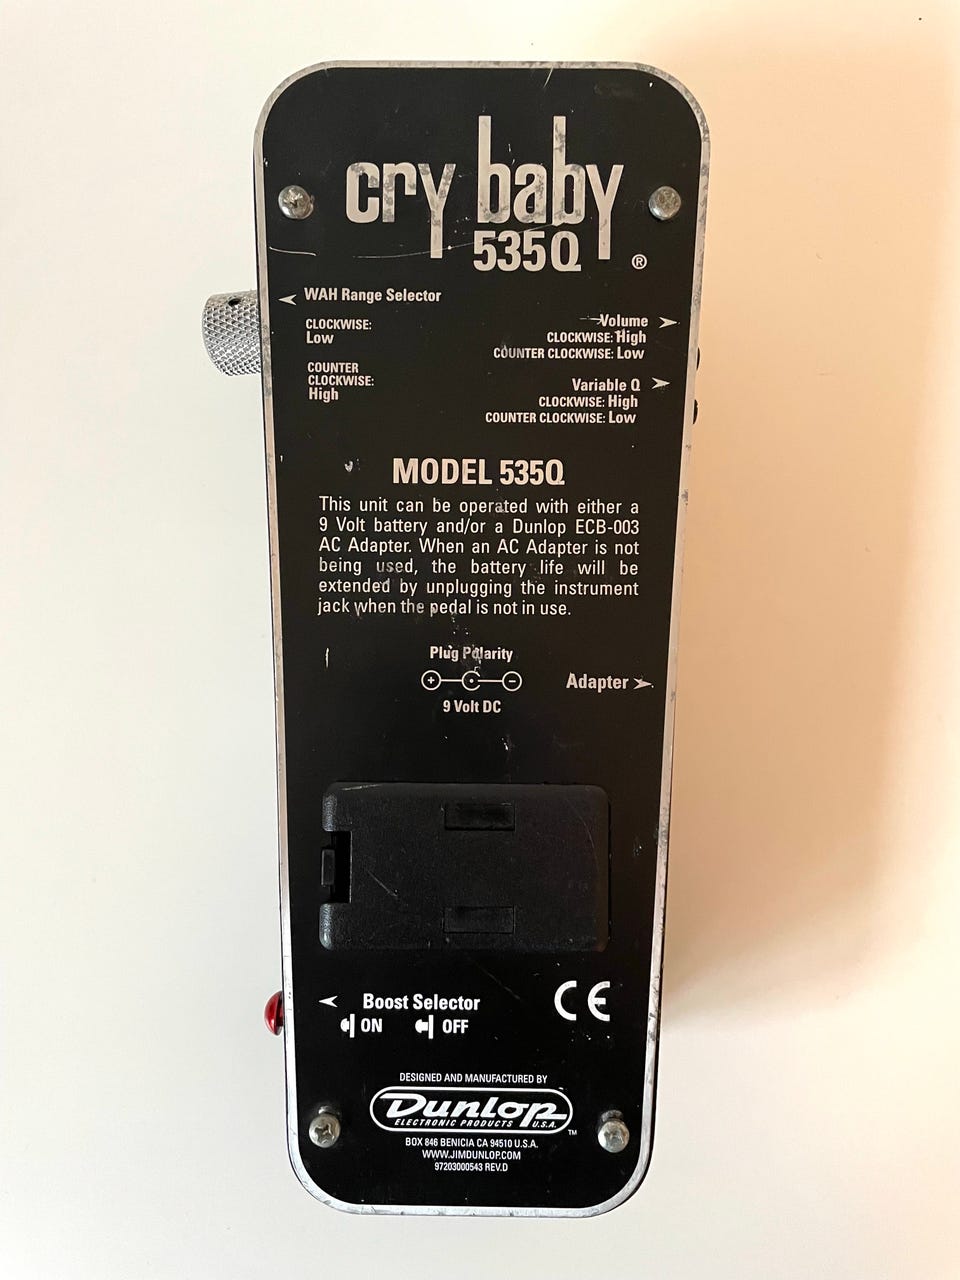 cry baby
535Q ®
WAH Range Selector
CLOCKWISE:
Low
COUNTER
CLOCKWISE:
High
Volume
CLOCKWISE: High
COUNTER CLOCKWISE: Low
Variable Q
CLOCKWISE: High
COUNTER CLOCKWISE: Low
MODEL 535Q
This unit can be operated with either a
9 Volt battery and/or a Dunlop ECB-003
AC Adapter. When an AC Adapter is not
being used, the battery life will be
extended by unplugging the instrument
jack when the pedal is not in use.
Plug Polarity
+ -
9 Volt DC
Adapter
Boost Selector
ON OFF
CE
DESIGNED AND MANUFACTURED BY
Dunlop
ELECTRONIC PRODUCTS U.S.A. ™
BOX 846 BENICIA CA 94510 U.S.A.
WWW.JIMDUNLOP.COM
97203000543 REV.D